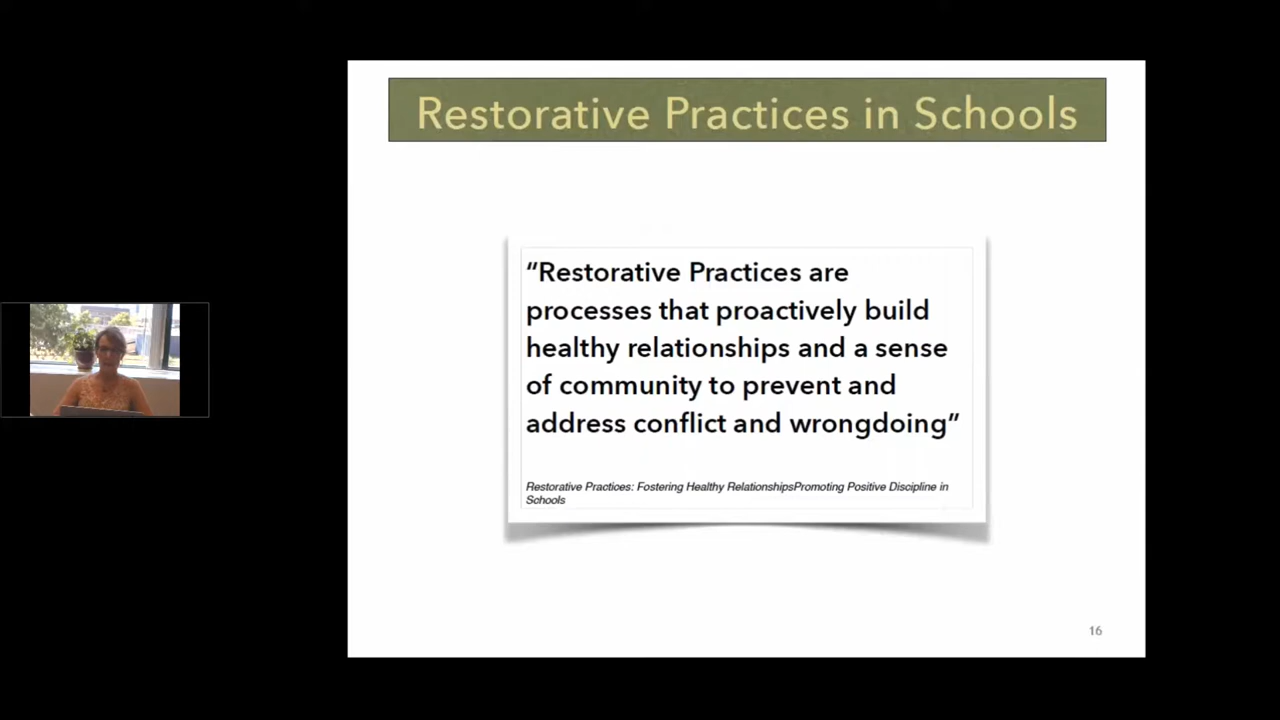 Restorative Practices in Schools
“Restorative Practices are
processes that proactively build
healthy relationships and a sense
of community to prevent and
address conflict and wrongdoing”
Restorative Practices: Fostering Healthy RelationshipsPromoting Positive Discipline in
Schools
16